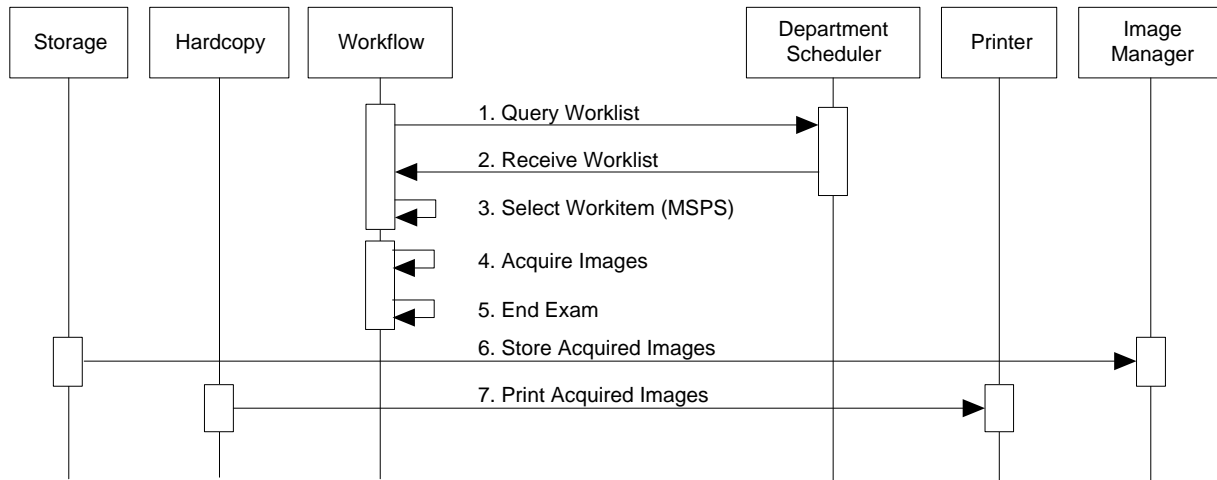 Storage
Hardcopy
Workflow
Department
Scheduler
Printer
Image
Manager
1. Query Worklist
2. Receive Worklist
3. Select Workitem (MSPS)
4. Acquire Images
5. End Exam
6. Store Acquired Images
7. Print Acquired Images